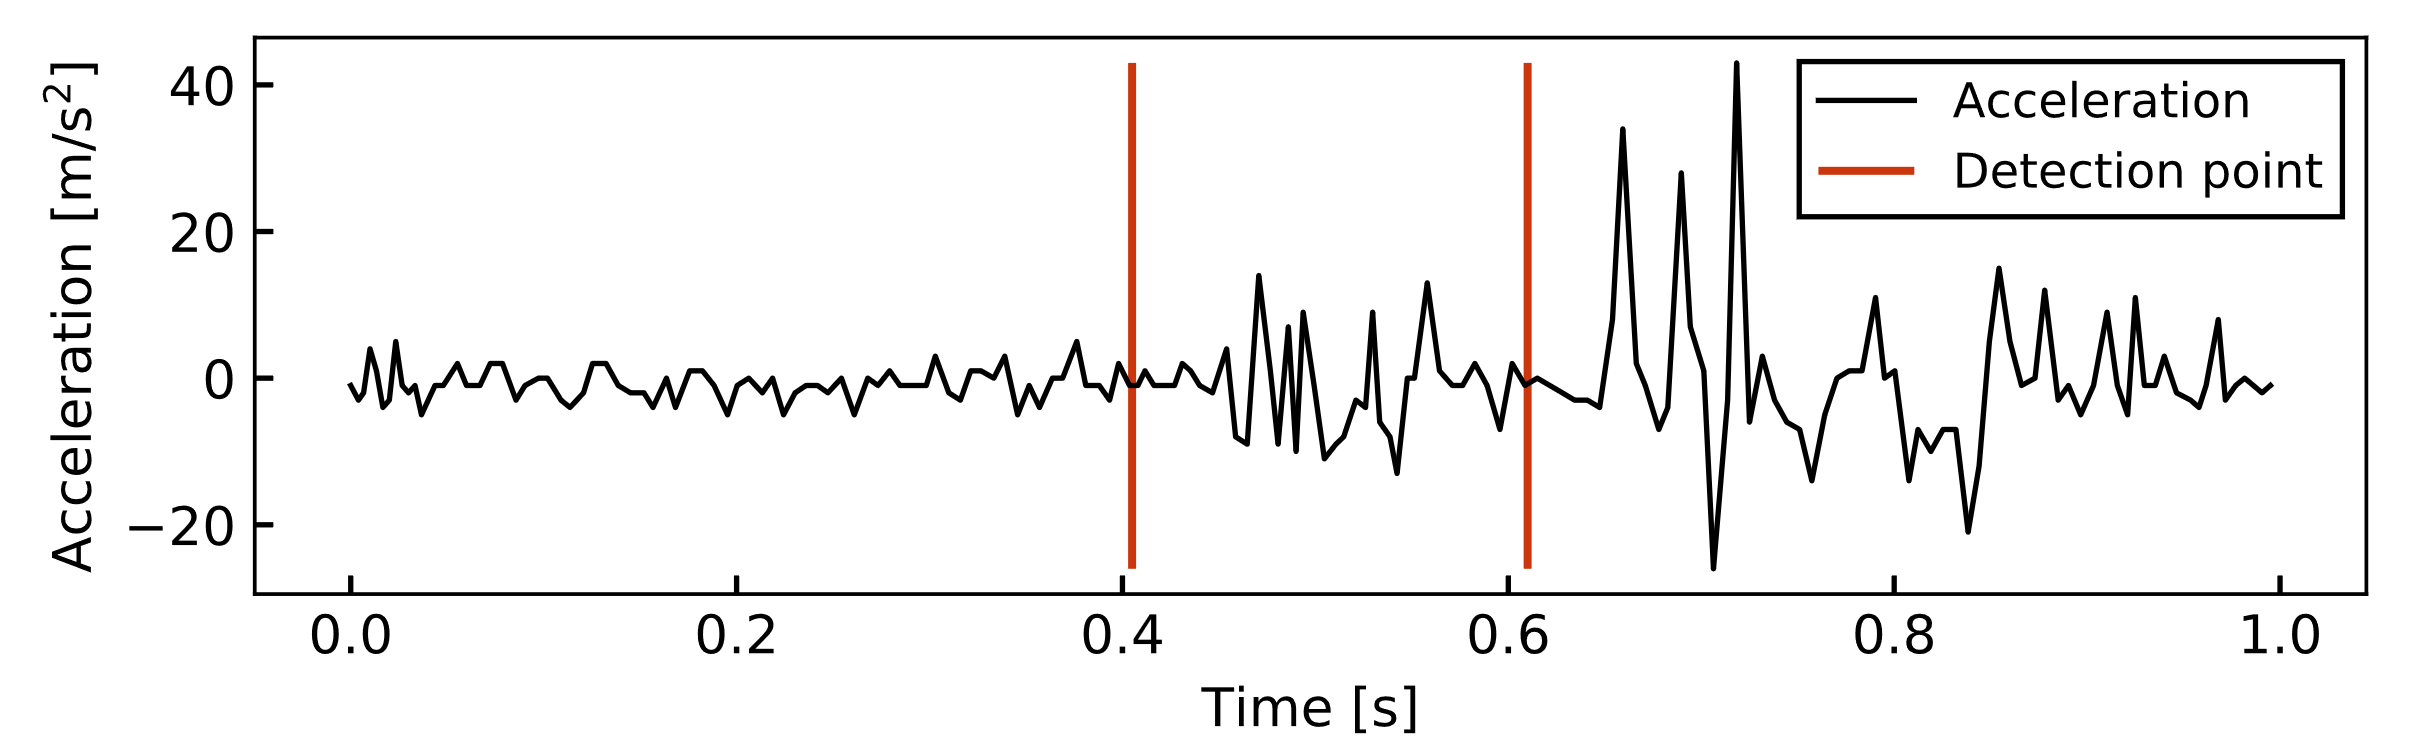 Acceleration [m/s²]
40
20
0
−20
Acceleration
Detection point
0.0 0.2 0.4 0.6 0.8 1.0
Time [s]